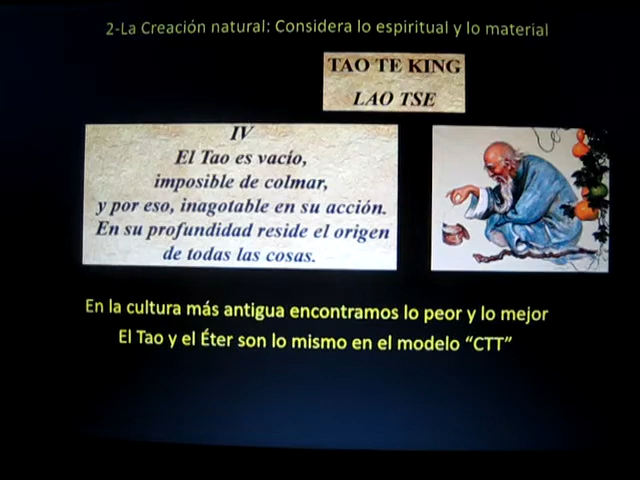 2-La Creación natural: Considera lo espiritual y lo material
TAO TE KING
LAO TSE
IV
El Tao es vacío,
imposible de colmar,
y por eso, inagotable en su acción.
En su profundidad reside el origen
de todas las cosas.
En la cultura más antigua encontramos lo peor y lo mejor
El Tao y el Éter son lo mismo en el modelo “CTT”